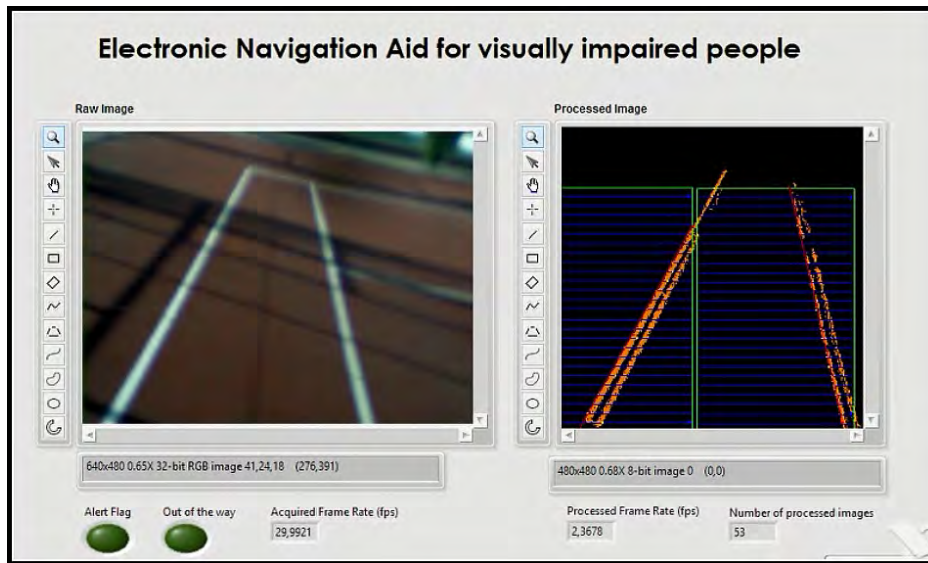 Electronic Navigation Aid for visually impaired people
Raw Image
Processed Image
640x480 0.65X 32-bit RGB image 41,24,18 (276,391)
480x480 0.68X 8-bit image 0 (0,0)
Alert Flag
Out of the way
Acquired Frame Rate (fps)
29,9921
Processed Frame Rate (fps)
2,3678
Number of processed images
53